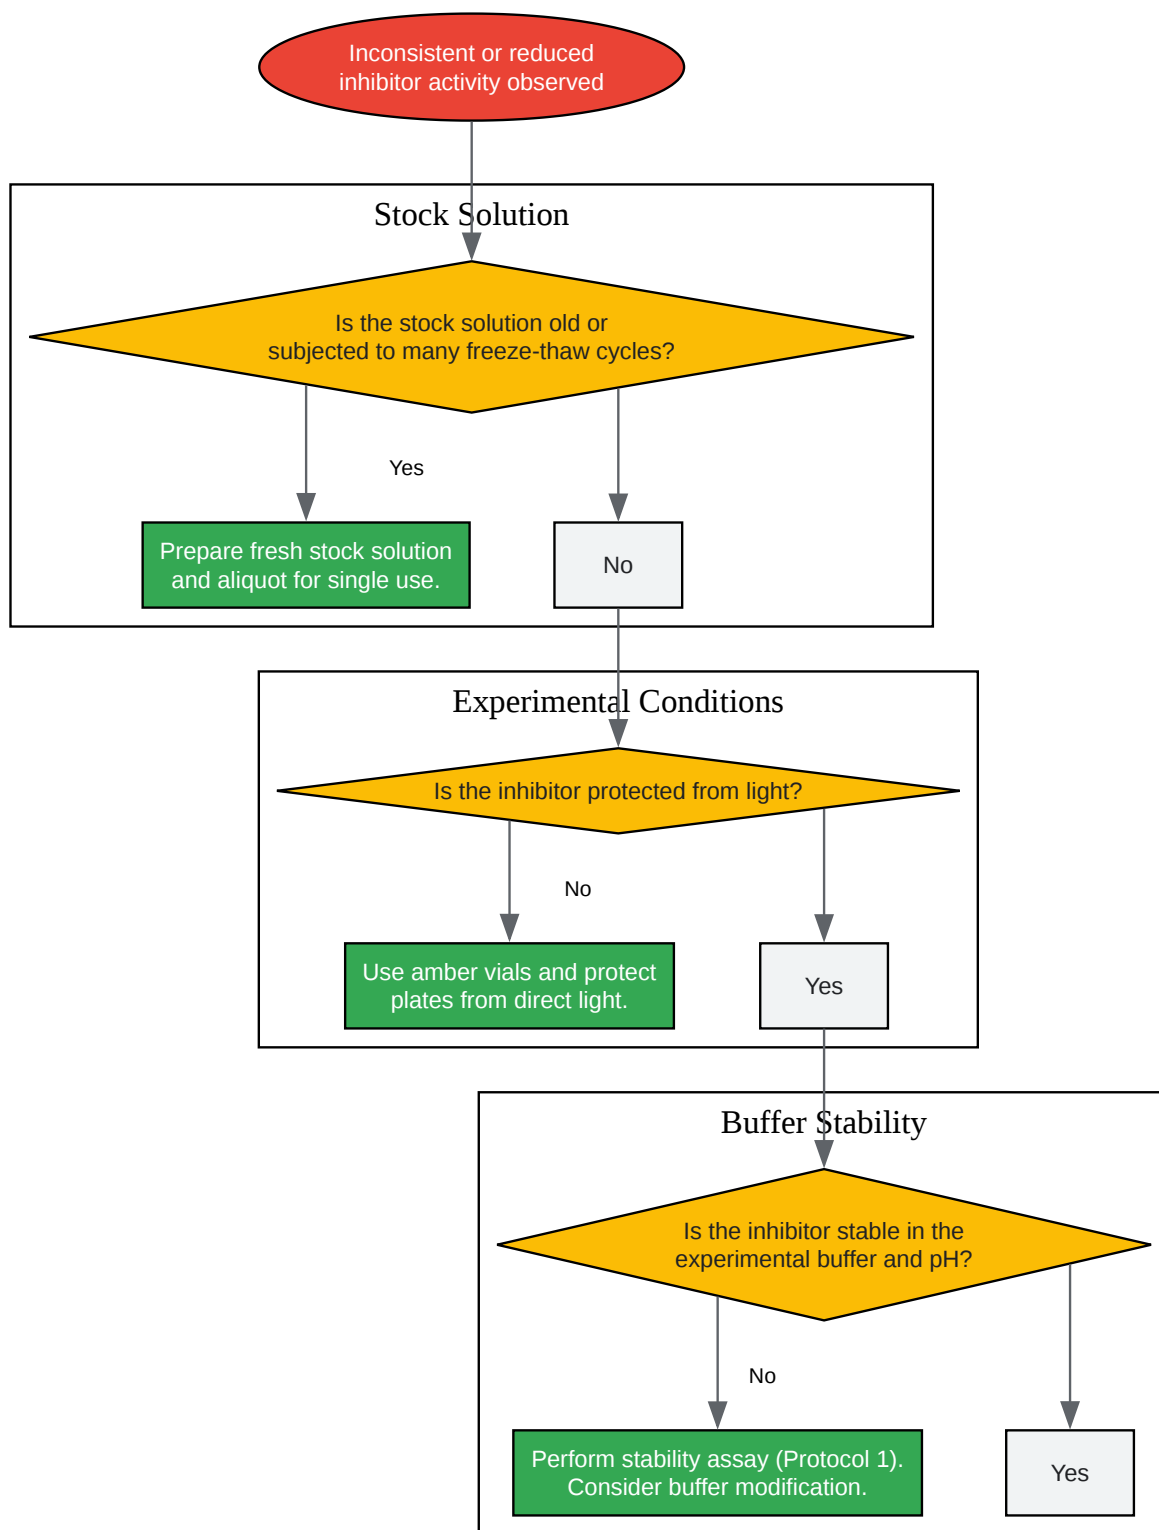 Inconsistent or reduced
inhibitor activity observed
Stock Solution
Is the stock solution old or
subjected to many freeze-thaw cycles?
Yes
Prepare fresh stock solution
and aliquot for single use.
No
Experimental Conditions
Is the inhibitor protected from light?
No
Use amber vials and protect
plates from direct light.
Yes
Buffer Stability
Is the inhibitor stable in the
experimental buffer and pH?
No
Perform stability assay (Protocol 1).
Consider buffer modification.
Yes